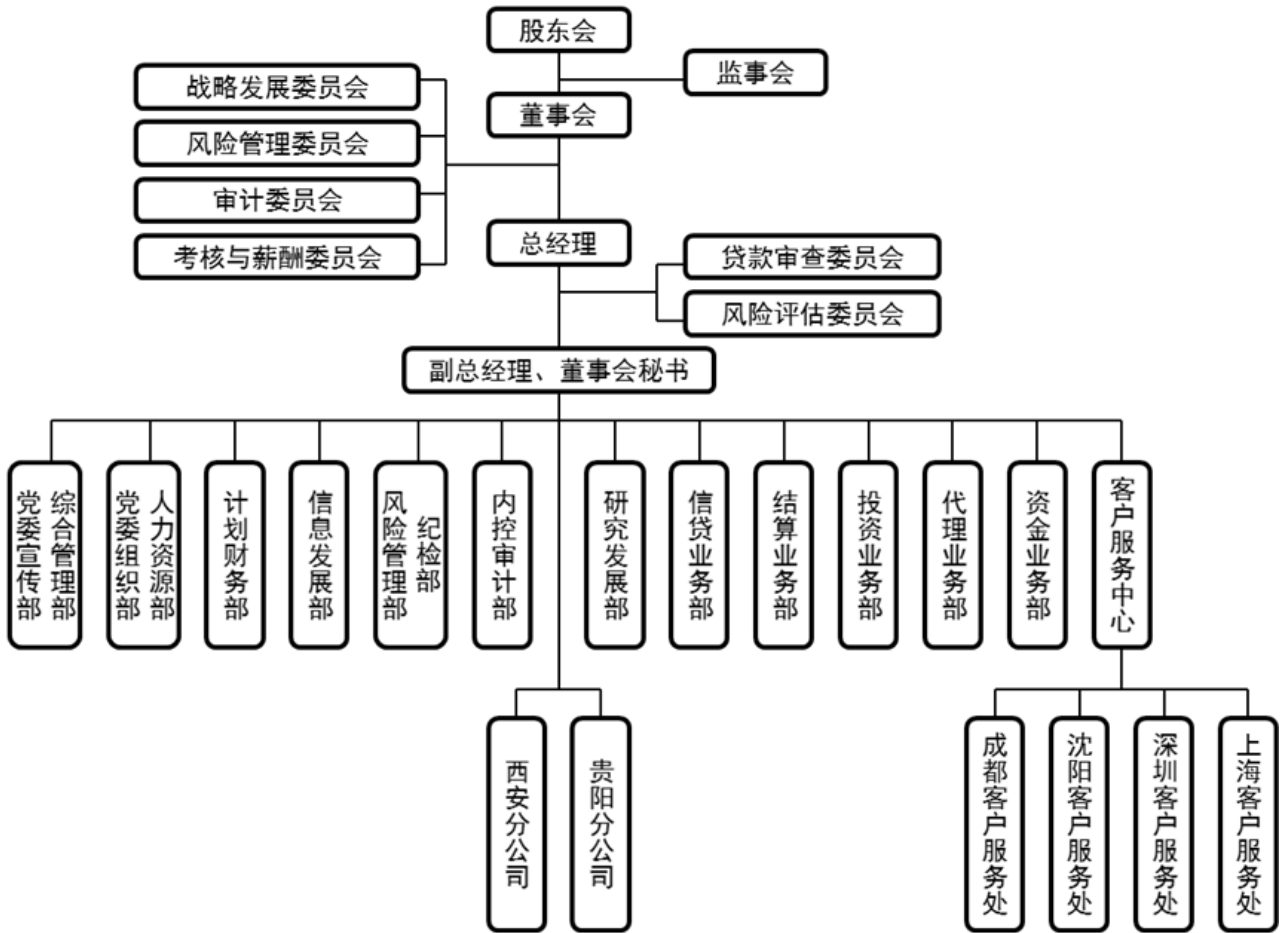 股东会
监事会
战略发展委员会
董事会
风险管理委员会
审计委员会
总经理
考核与薪酬委员会
贷款审查委员会
风险评估委员会
副总经理、董事会秘书
党委宣传部
综合管理部
党委组织部
人力资源部
计划财务部
信息发展部
风险管理部
纪检部
内控审计部
研究发展部
信贷业务部
结算业务部
投资业务部
代理业务部
资金业务部
客户服务中心
西安分公司
贵阳分公司
成都客户服务处
沈阳客户服务处
深圳客户服务处
上海客户服务处